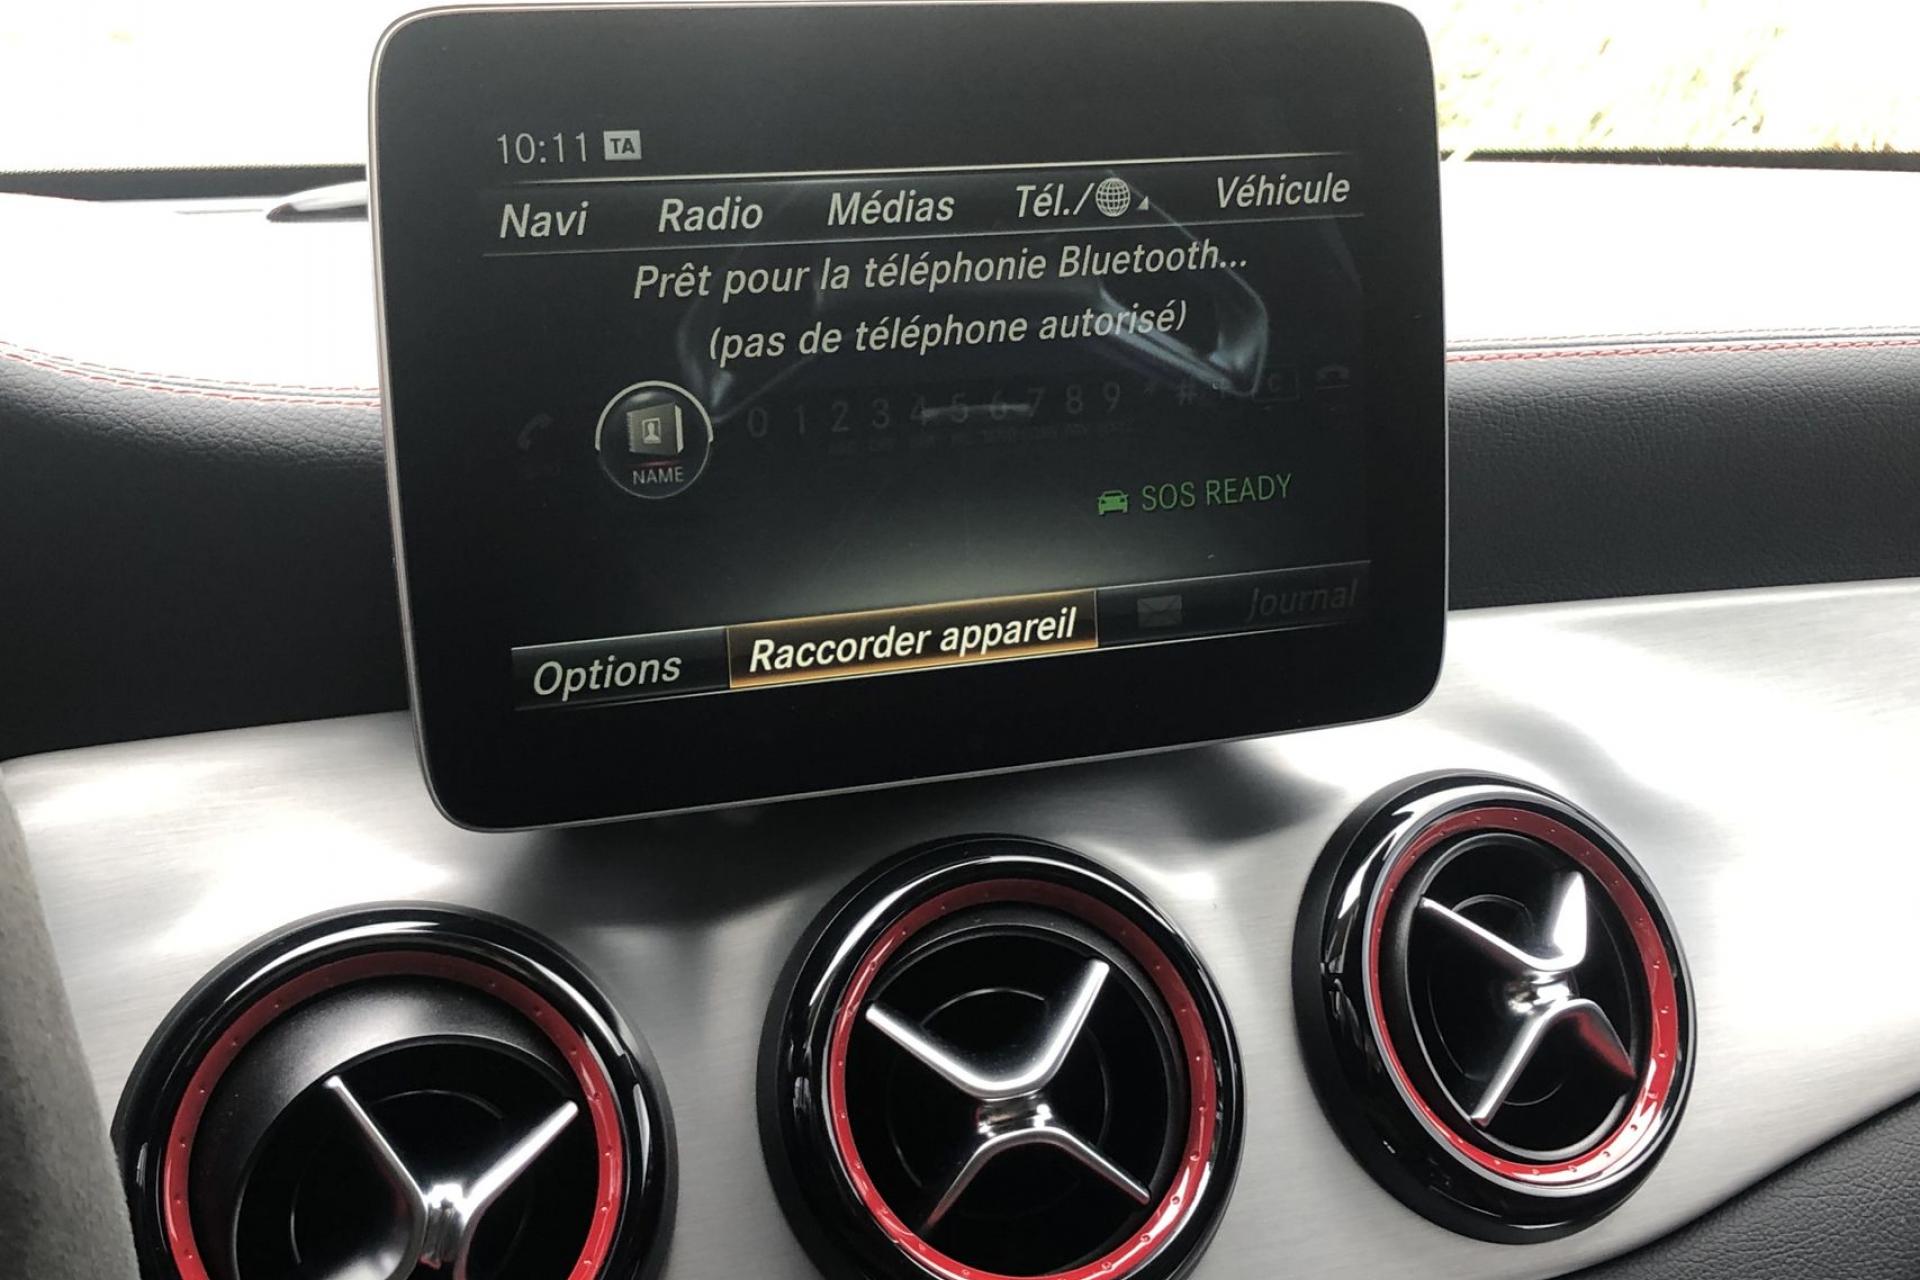 10:11 TA
Navi Radio Médias Tél./ Véhicule
Prêt pour la téléphonie Bluetooth...
(pas de téléphone autorisé)
0 1 2 3 4 5 6 7 8 9 * # +
NAME
SOS READY
Options Raccorder appareil Journal